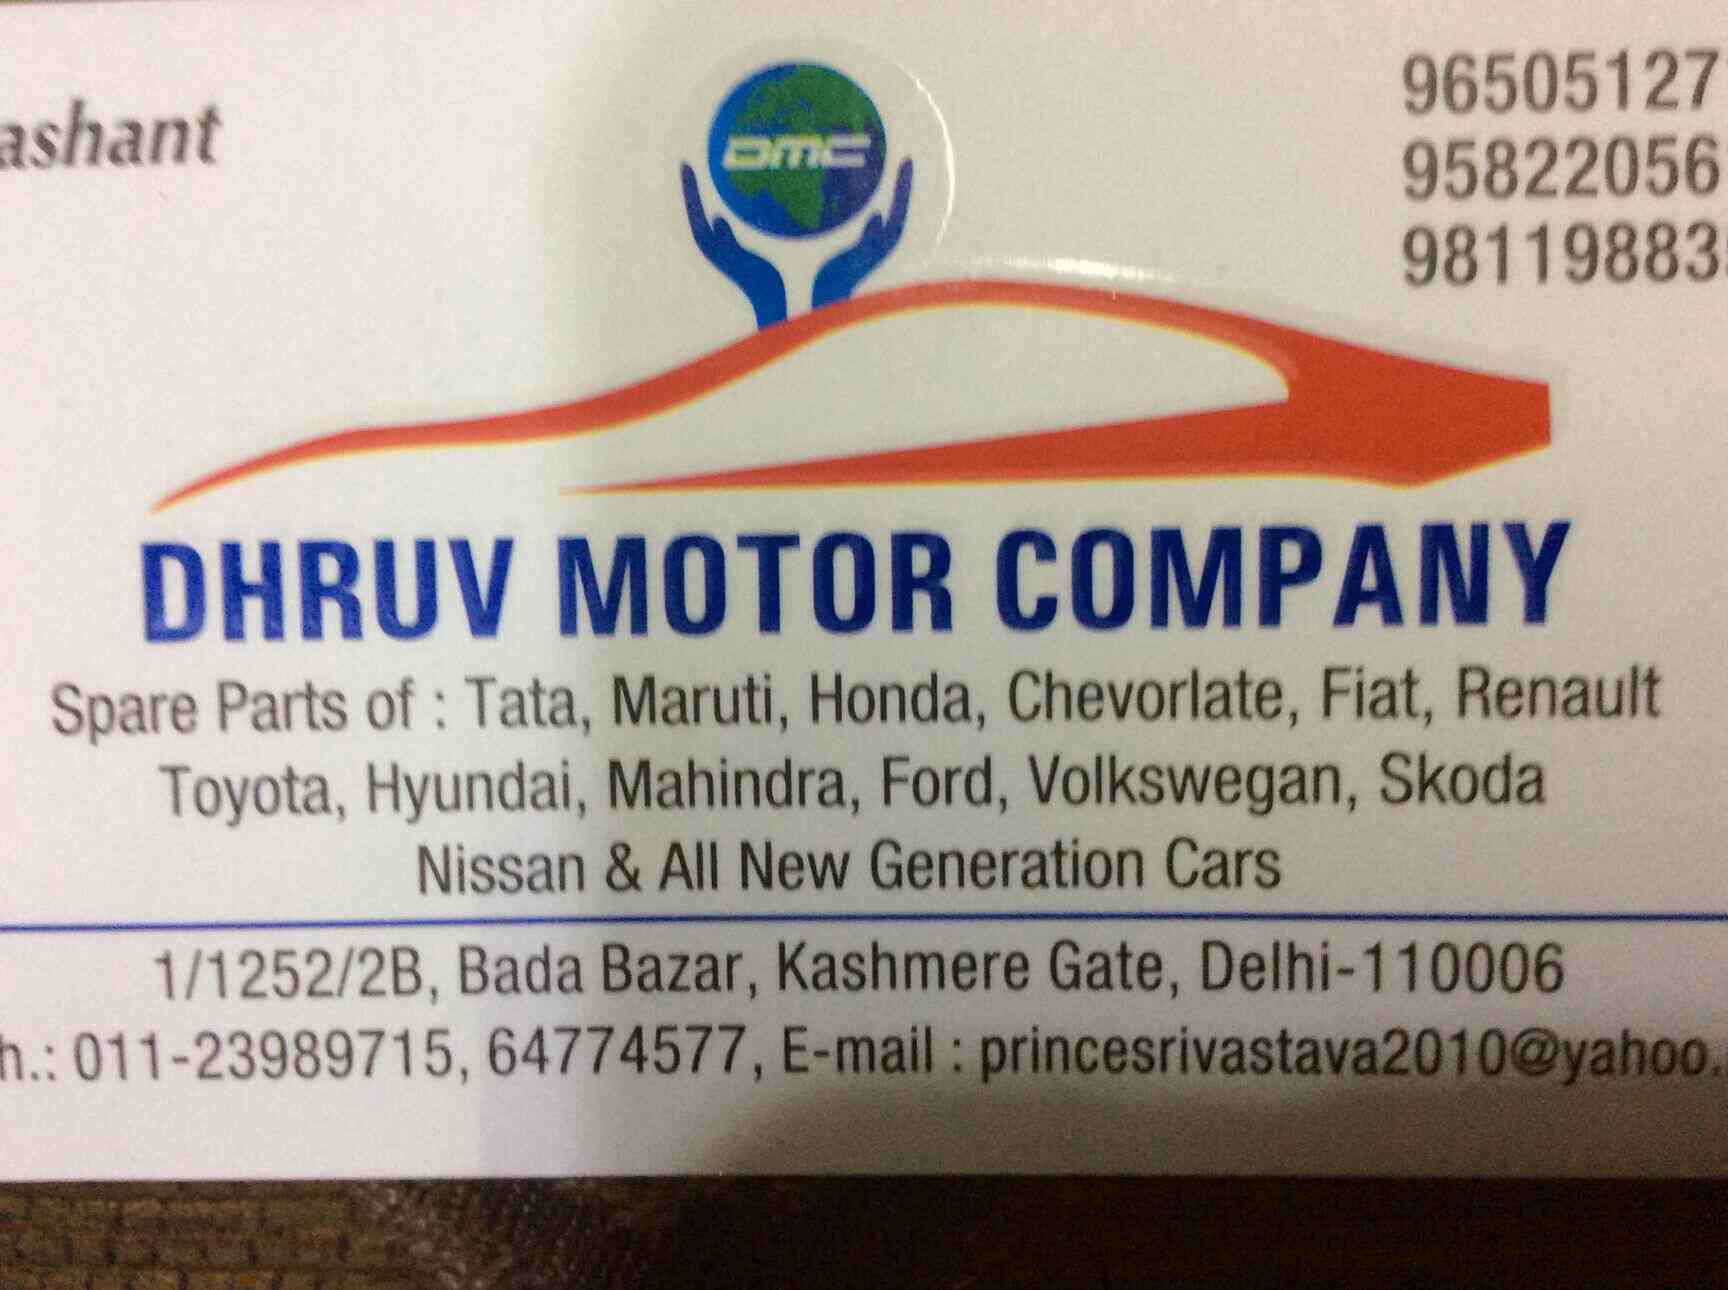 ashant
96505127
95822056
98119883
DMC
DHRUV MOTOR COMPANY
Spare Parts of : Tata, Maruti, Honda, Chevorlate, Fiat, Renault
Toyota, Hyundai, Mahindra, Ford, Volkswegan, Skoda
Nissan & All New Generation Cars
1/1252/2B, Bada Bazar, Kashmere Gate, Delhi-110006
h.: 011-23989715, 64774577, E-mail : princesrivastava2010@yahoo.